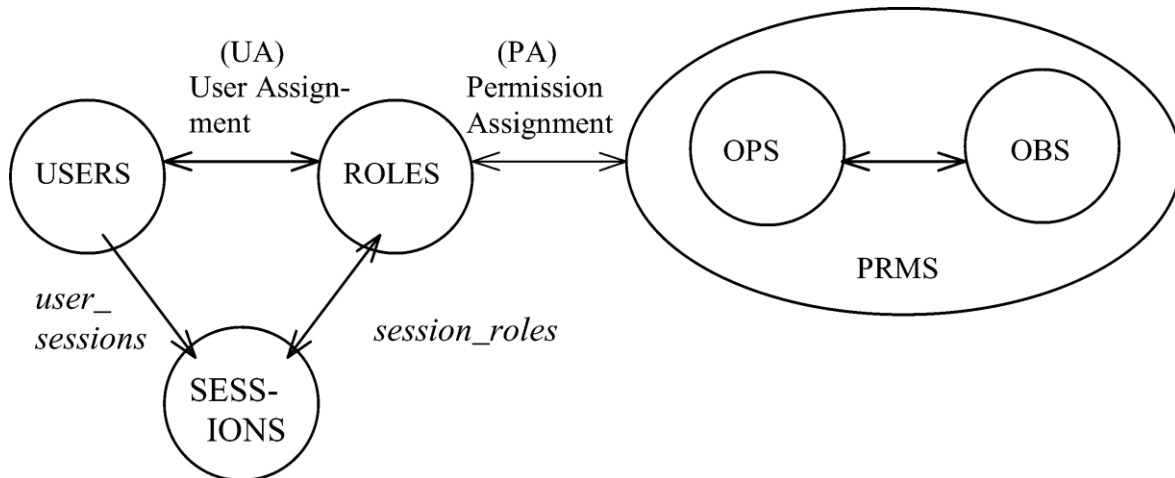 (UA)
User Assign-
ment
(PA)
Permission
Assignment
USERS
ROLES
OPS
OBS
PRMS
user_
sessions
session_roles
SESS-
IONS